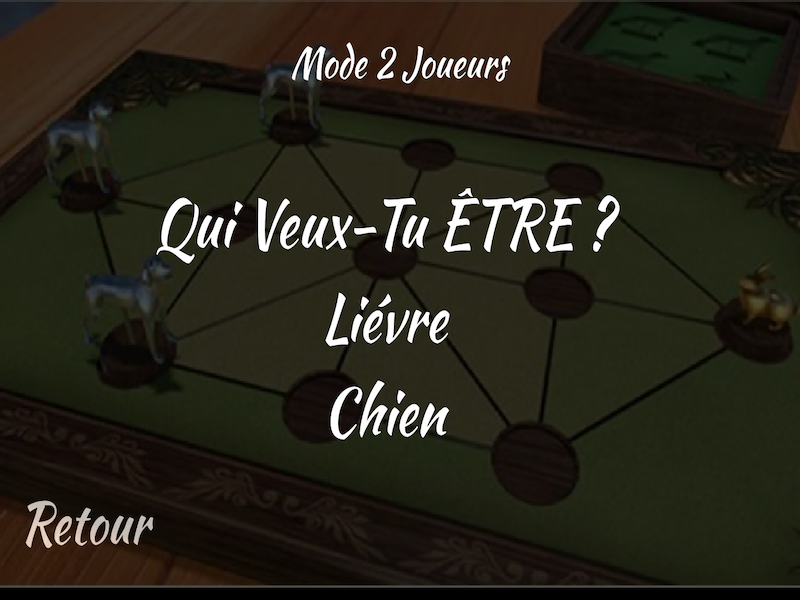 Mode 2 Joueurs
Qui Veux-Tu ÊTRE ?
Liévre
Chien
Retour